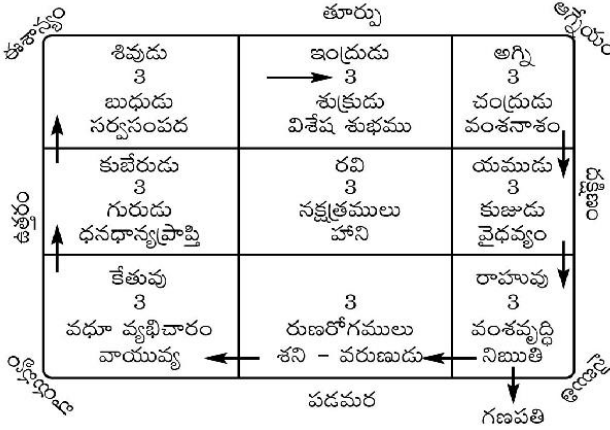 ఈశాన్యం
తూర్పు
ఆగ్నేయం
శివుడు
3
బుధుడు
సర్వసంపద
ఇంద్రుడు
3
శుక్రుడు
విశేష శుభము
అగ్ని
3
చంద్రుడు
వంశనాశం
ఉత్తరం
కుబేరుడు
3
గురుడు
ధనధాన్యప్రాప్తి
రవి
3
నక్షత్రములు
హాని
యముడు
3
కుజుడు
వైధవ్యం
దక్షిణం
కేతువు
3
వధూ వ్యభిచారం
వాయువ్య
3
రుణరోగములు
శని - వరుణుడు
రాహువు
3
వంశవృద్ధి
నిఋతి
పడమర
గణపతి